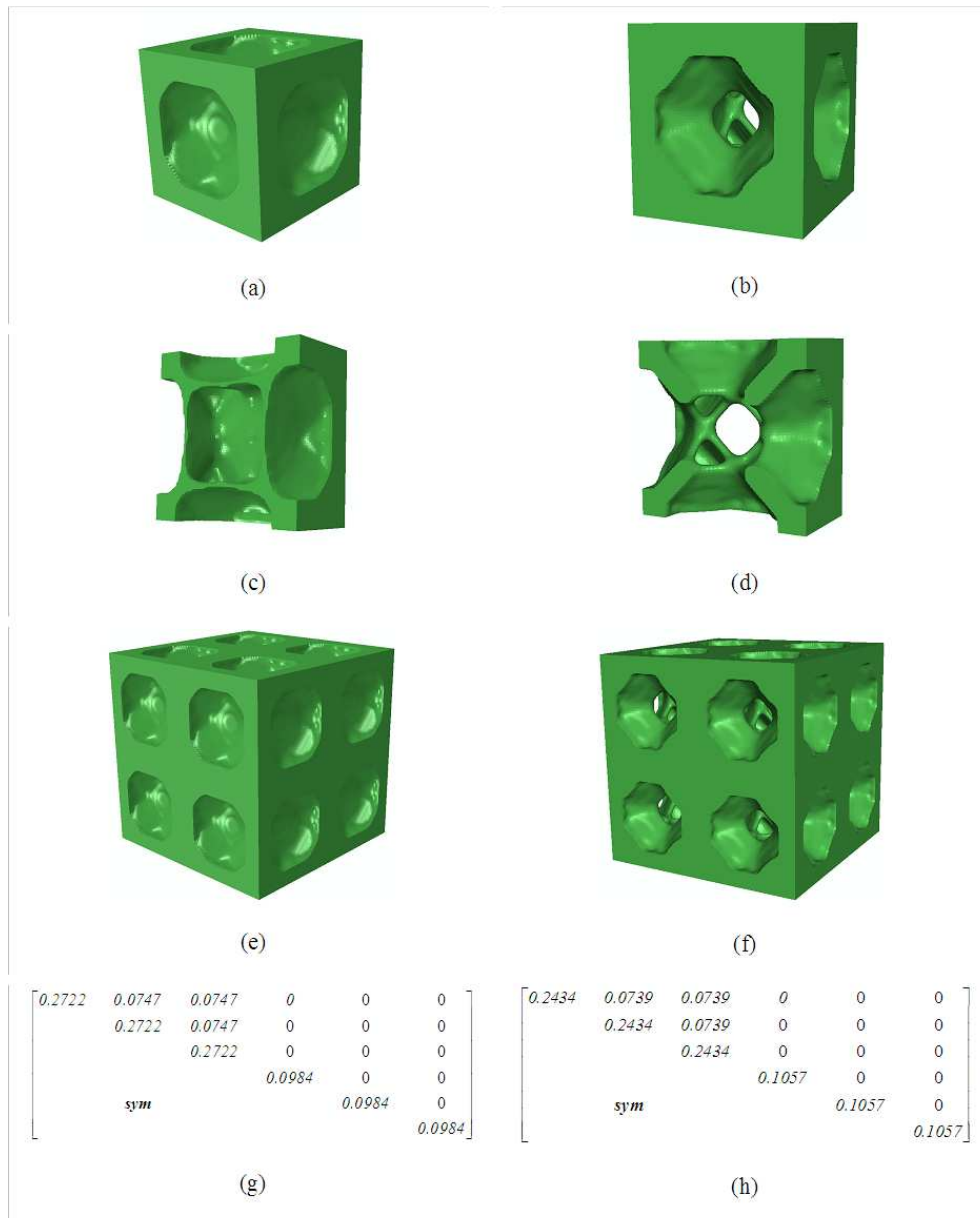 (a) (b)
(c) (d)
(e) (f)
0.2722 0.0747 0.0747 0 0 0
0.2722 0.0747 0 0 0
0.2722 0 0 0
0.0984 0 0
sym 0.0984 0
0.0984
0.2434 0.0739 0.0739 0 0 0
0.2434 0.0739 0 0 0
0.2434 0 0 0
0.1057 0 0
sym 0.1057 0
0.1057
(g) (h)